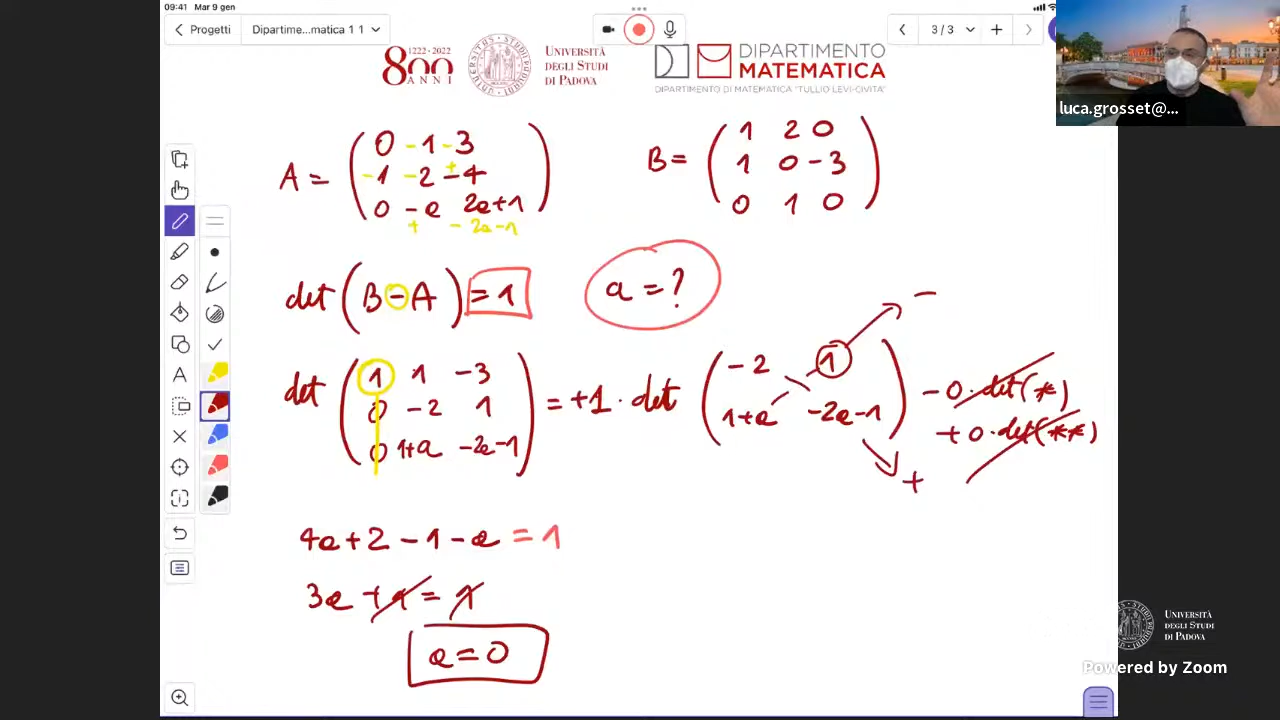 09:41 Mar 9 gen
Progetti Dipartime...matica 1 1 3/3
800 1222·2022 ANNI
UNIVERSITÀ DEGLI STUDI DI PADOVA
DIPARTIMENTO MATEMATICA
DIPARTIMENTO DI MATEMATICA "TULLIO LEVI-CIVITA"
luca.grosset@...
A = ( 0 -1 -3
-1 -2 +-4
0 -a 2a+1 )
+ -2a-1
B = ( 1 2 0
1 0 -3
0 1 0 )
det (B - A) = 1 a = ?
det ( 1 1 -3
0 -2 1
0 1+a -2a-1 ) = +1 · det ( -2 1
1+a -2a-1 ) - 0 · det(*)
+ 0 · det(**)
-
+
4a + 2 - 1 - a = 1
3a + 1 = 1
a = 0
UNIVERSITÀ DEGLI STUDI DI PADOVA
Powered by Zoom